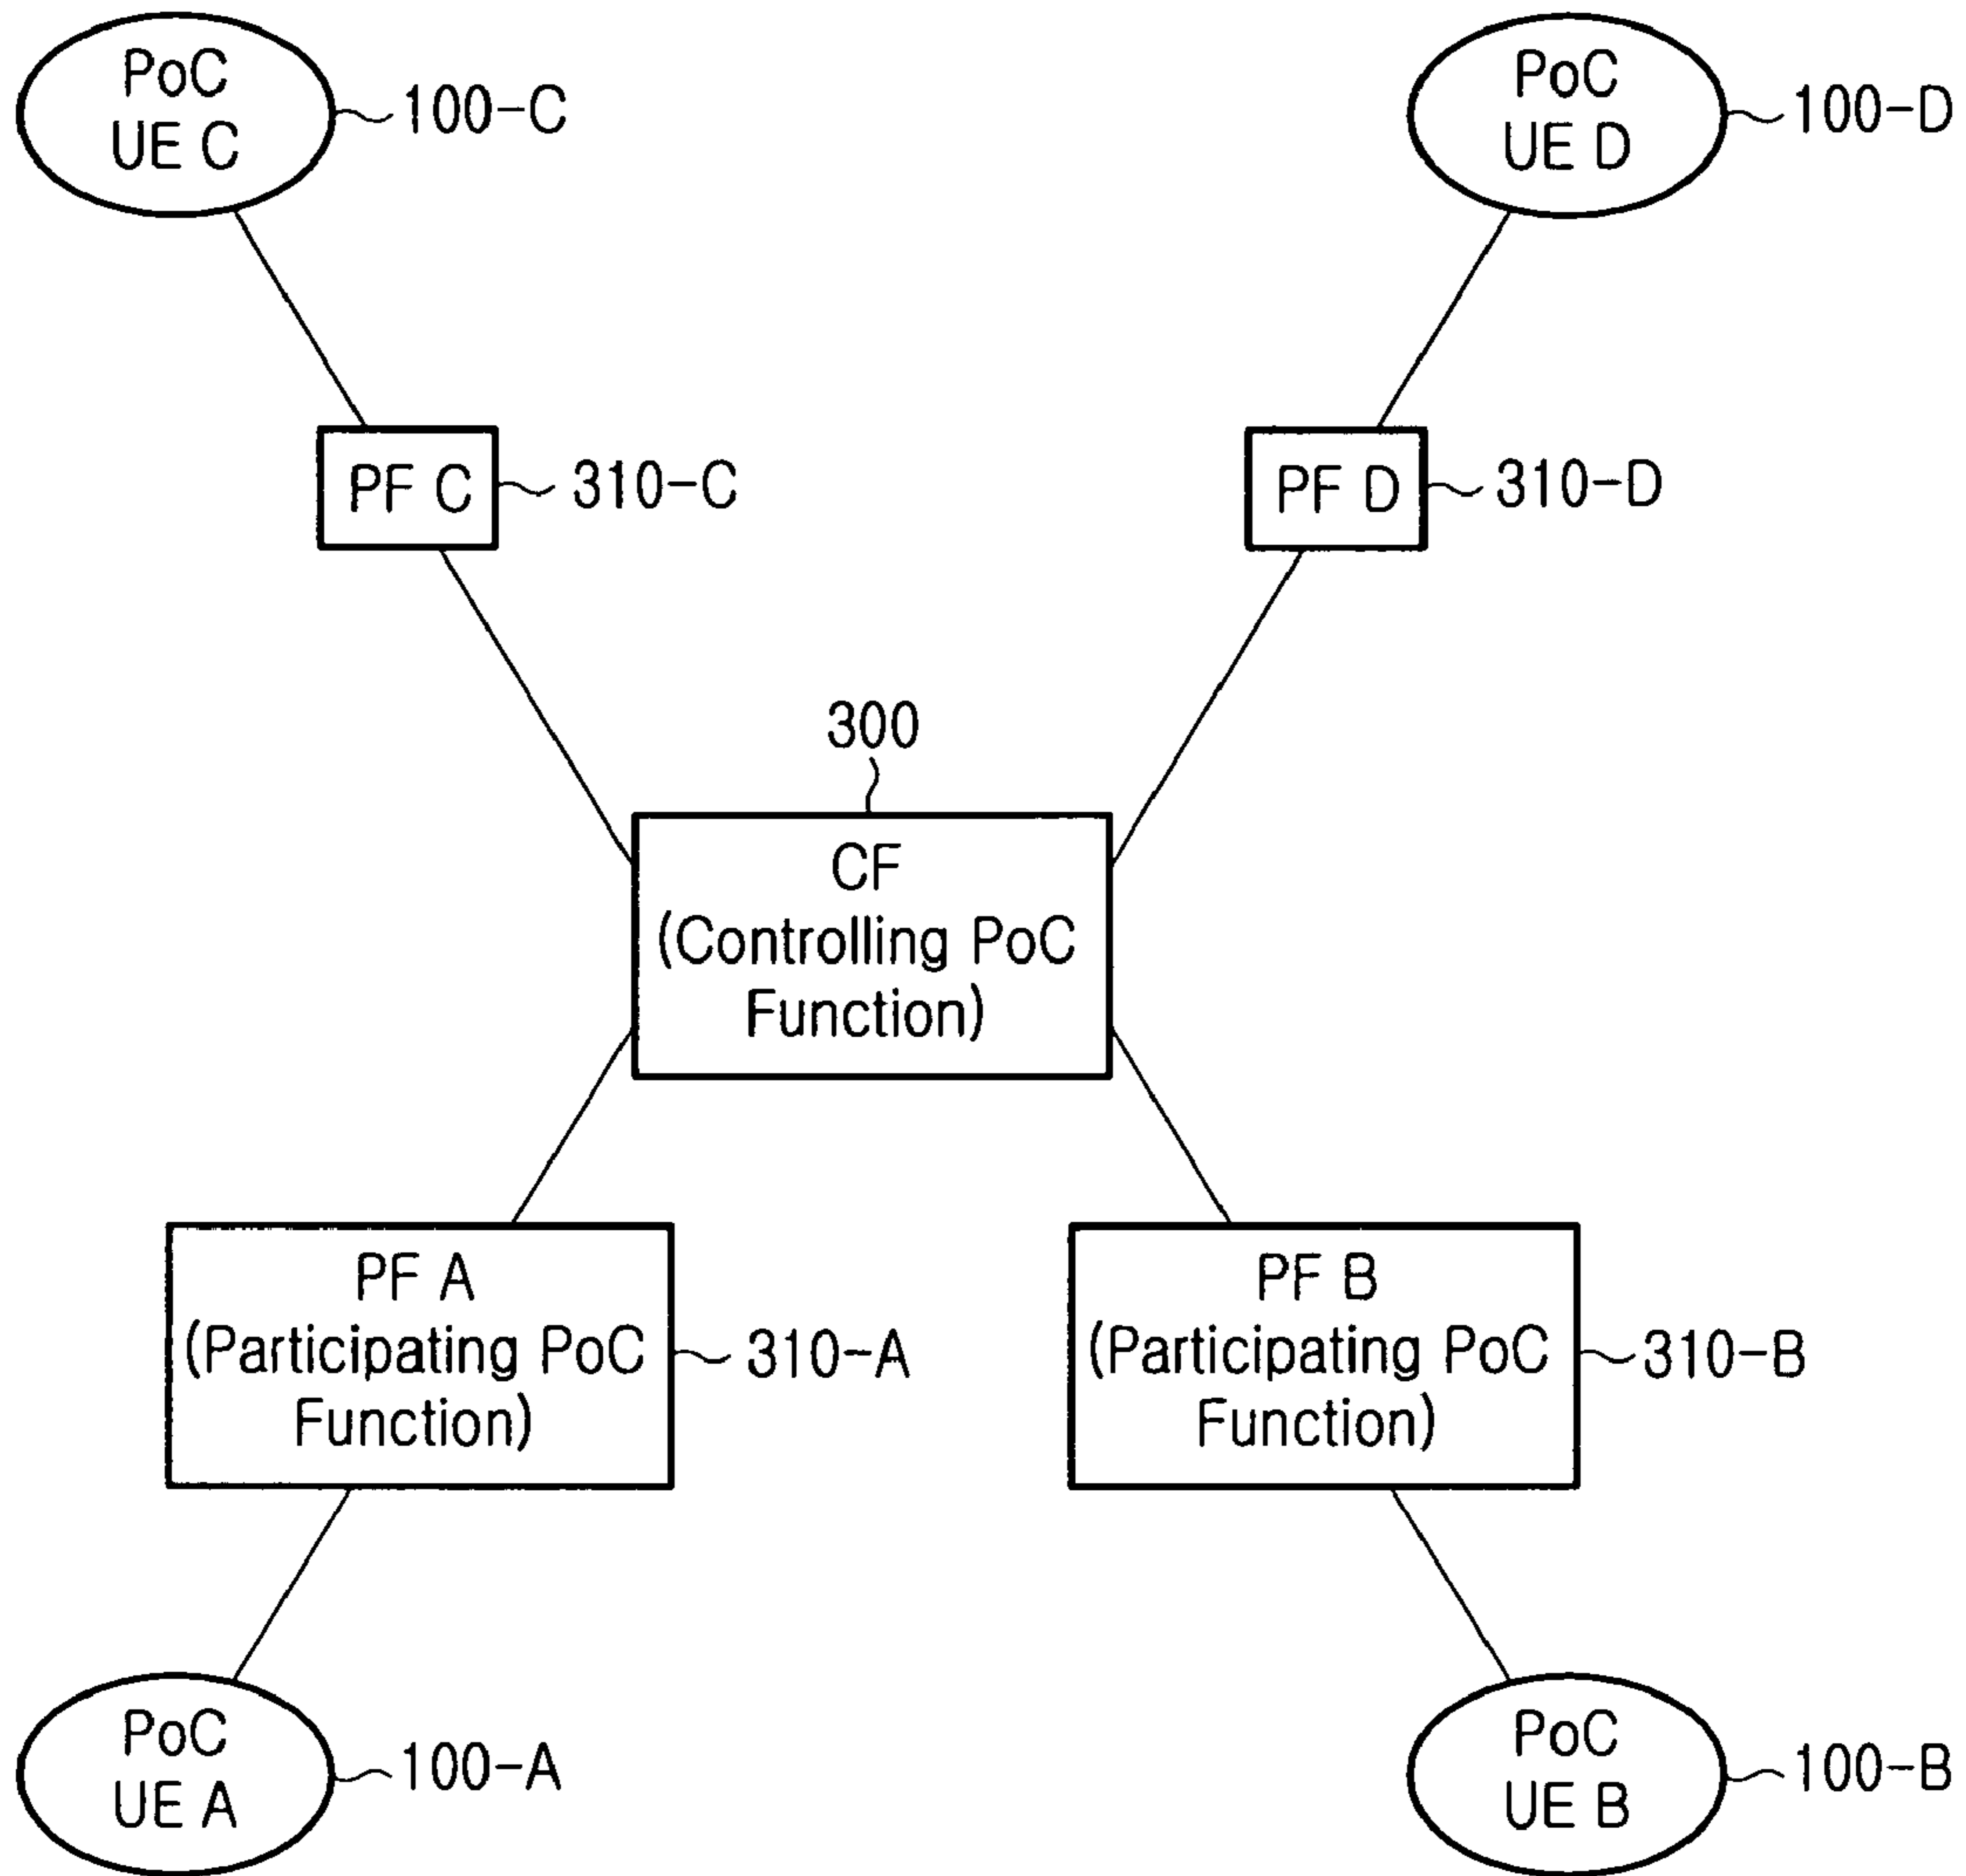 PoC
UE C
100-C
PoC
UE D
100-D
PF C
310-C
PF D
310-D
300
CF
(Controlling PoC
Function)
PF A
(Participating PoC
Function)
310-A
PF B
(Participating PoC
Function)
310-B
PoC
UE A
100-A
PoC
UE B
100-B